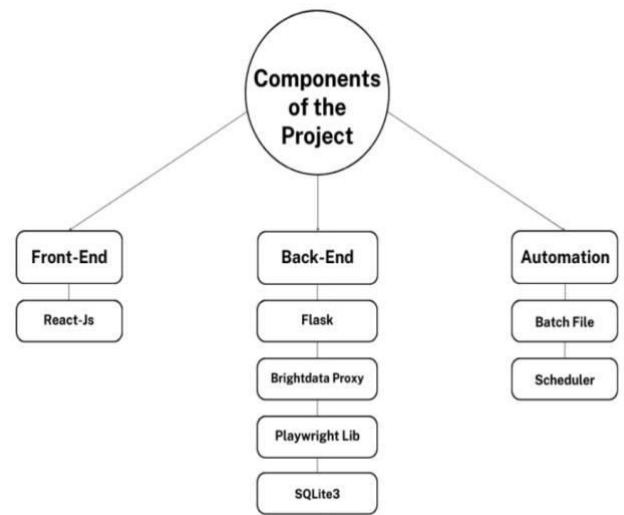 Components
of the
Project
Front-End
Back-End
Automation
React-Js
Flask
Batch File
Brightdata Proxy
Scheduler
Playwright Lib
SQLite3